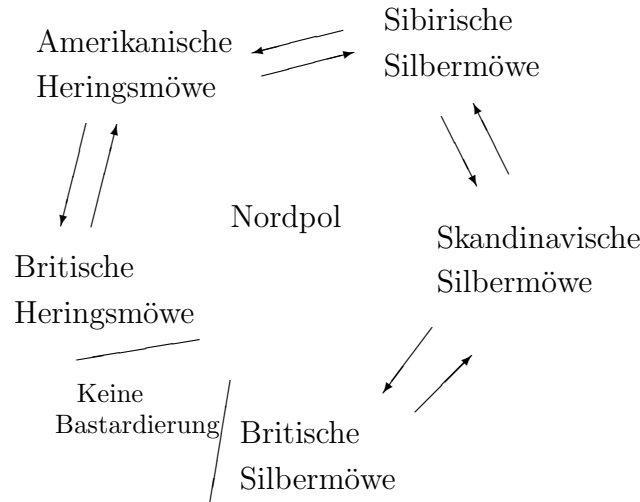 Amerikanische
Heringsmöwe
Sibirische
Silbermöwe
Nordpol
Skandinavische
Silbermöwe
Britische
Heringsmöwe
Keine
Bastardierung
Britische
Silbermöwe